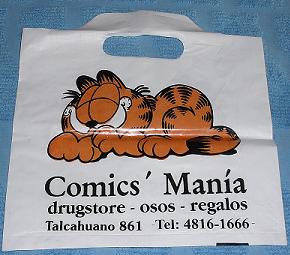 Comics´ Manía
drugstore - osos - regalos
Talcahuano 861 Tel: 4816-1666-